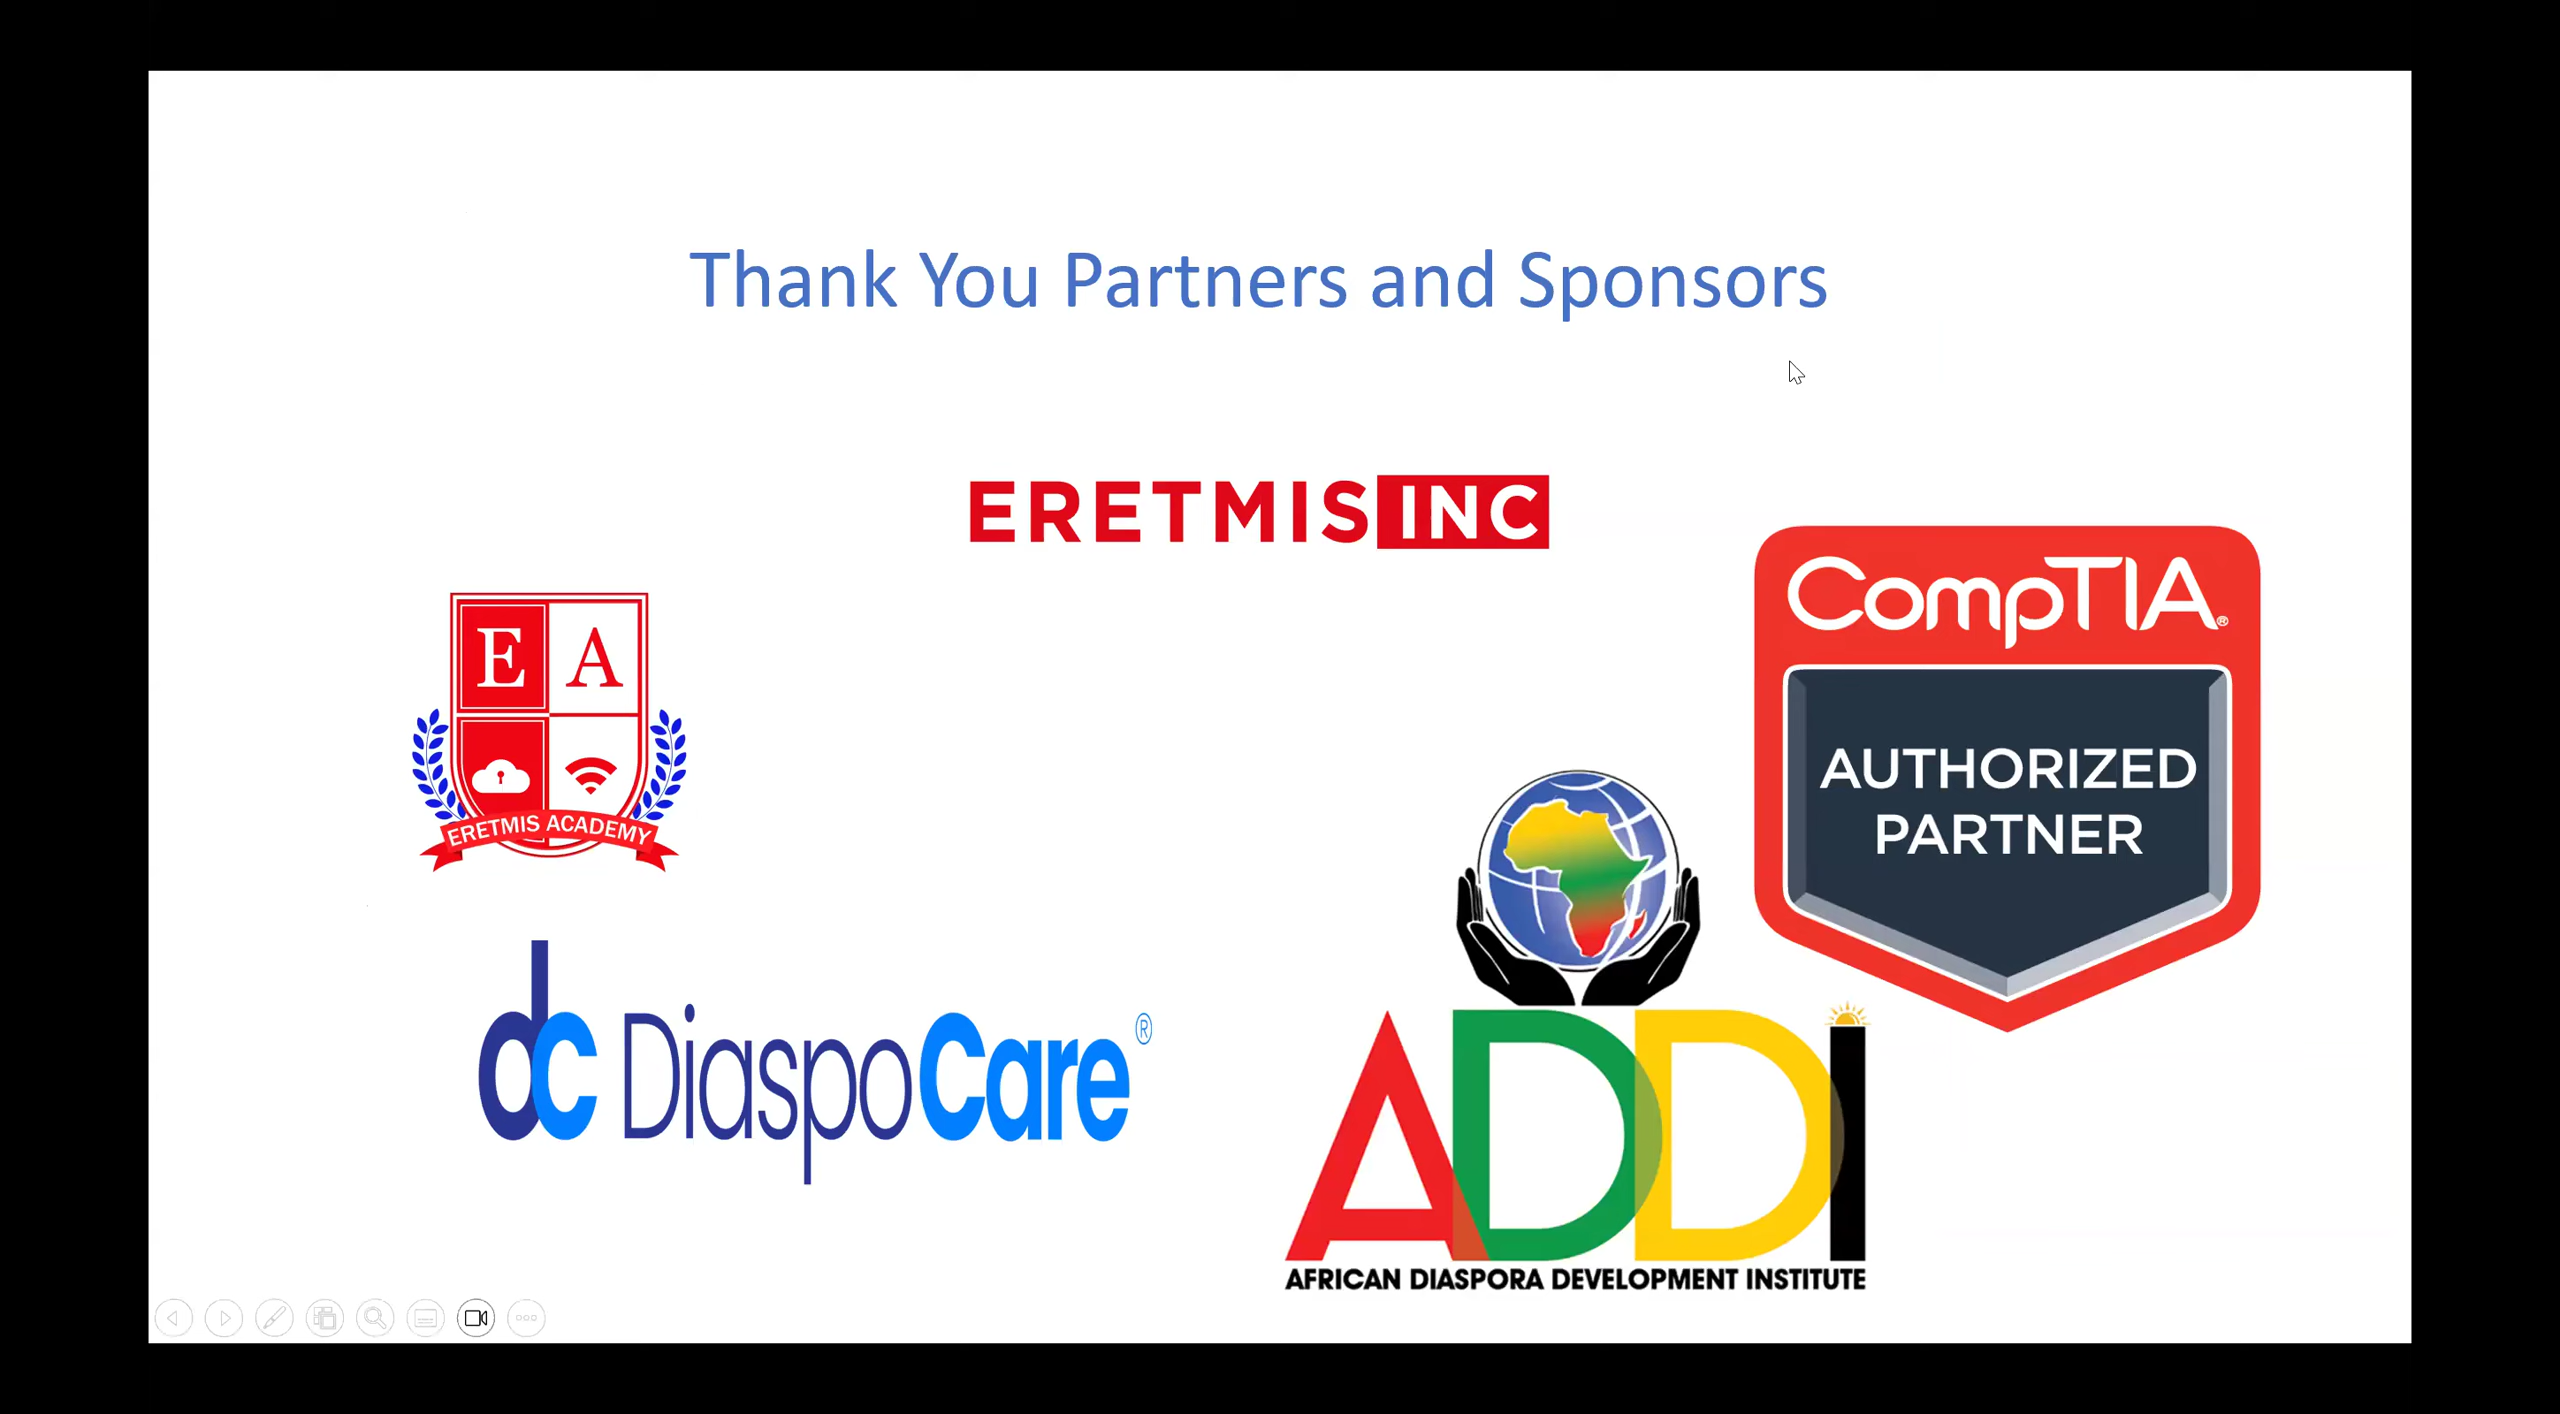 Thank You Partners and Sponsors
ERETMIS INC
E A
ERETMIS ACADEMY
CompTIA®
AUTHORIZED
PARTNER
dc DiaspoCare®
ADDI
AFRICAN DIASPORA DEVELOPMENT INSTITUTE